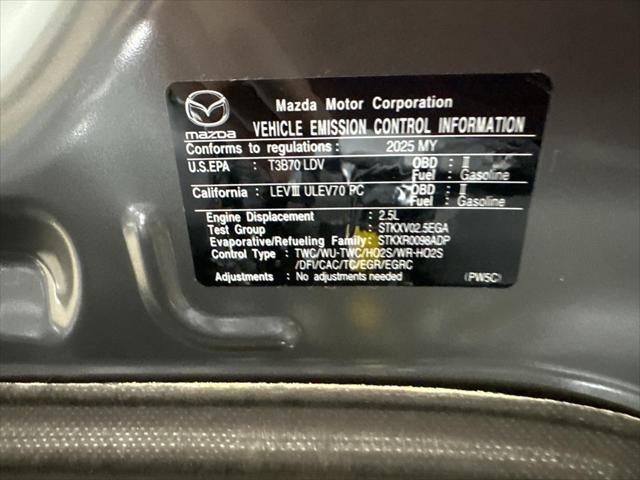 mazda
Mazda Motor Corporation
VEHICLE EMISSION CONTROL INFORMATION
Conforms to regulations : 2025 MY
U.S.EPA : T3B70 LDV OBD : II
Fuel : Gasoline
California : LEVIII ULEV70 PC OBD : II
Fuel : Gasoline
Engine Displacement : 2.5L
Test Group : STKXV02.5EGA
Evaporative/Refueling Family: STKXR0098ADP
Control Type : TWC/WU-TWC/HO2S/WR-HO2S
/DFI/CAC/TC/EGR/EGRC
Adjustments : No adjustments needed (PW5C)